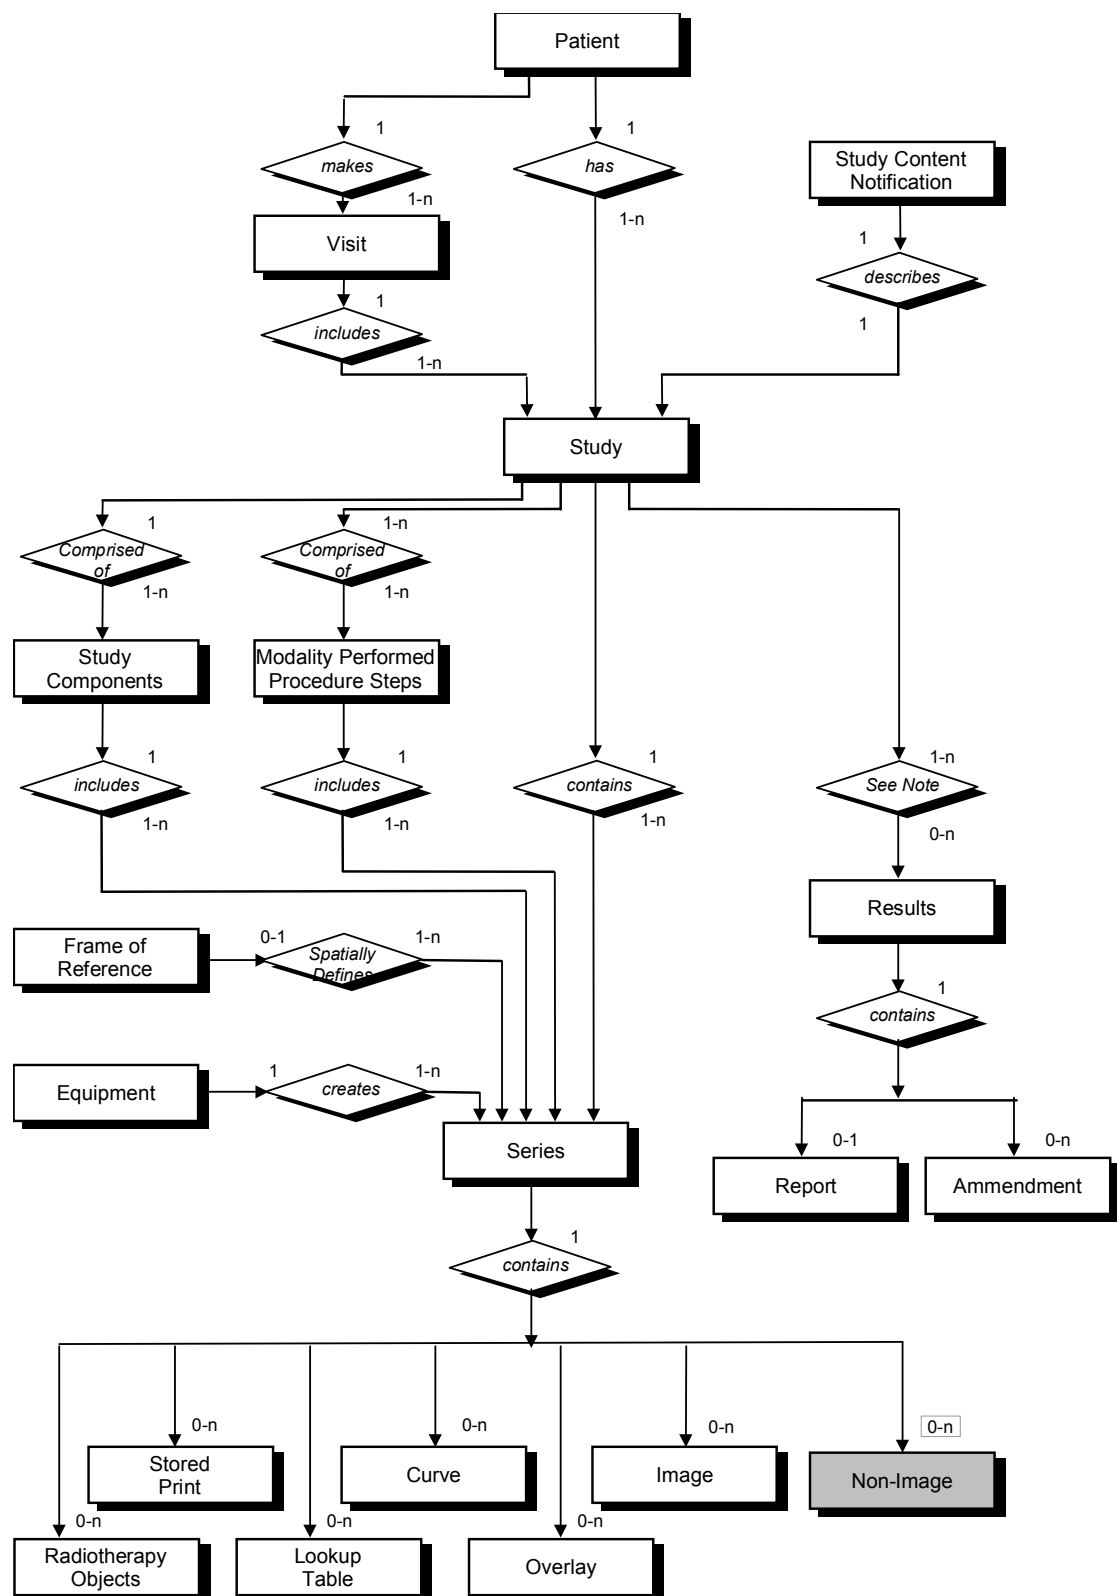 Patient
1
1
makes
has
Study Content
Notification
1-n
1-n
Visit
1
describes
1
includes
1
1-n
Study
1
1-n
Comprised
of
Comprised
of
1-n
1-n
Study
Components
Modality Performed
Procedure Steps
1
1
1
1-n
includes
includes
contains
See Note
1-n
1-n
1-n
0-n
Results
Frame of
Reference
0-1
Spatially
Defines
1-n
1
contains
Equipment
1
creates
1-n
Series
0-1
0-n
Report
Ammendment
1
contains
0-n
0-n
0-n
0-n
Stored
Print
Curve
Image
Non-Image
0-n
0-n
0-n
Radiotherapy
Objects
Lookup
Table
Overlay